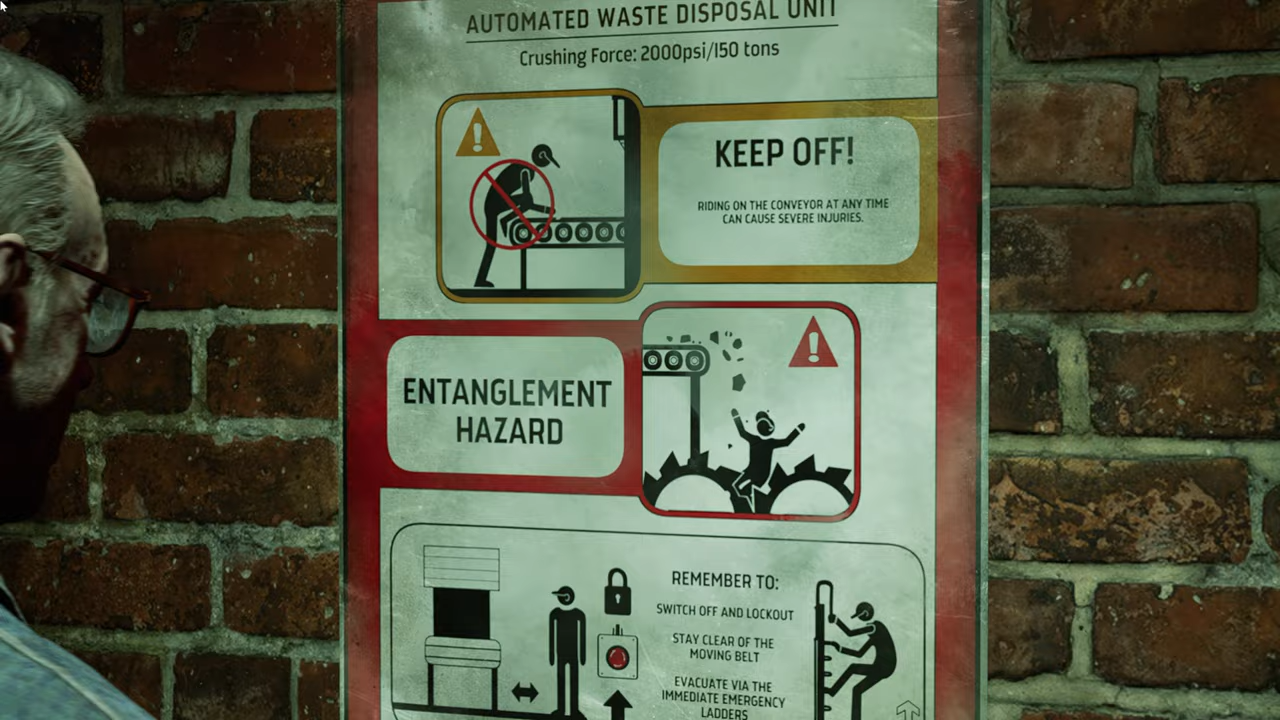 AUTOMATED WASTE DISPOSAL UNIT
Crushing Force: 2000psi/150 tons
KEEP OFF!
RIDING ON THE CONVEYOR AT ANY TIME
CAN CAUSE SEVERE INJURIES.
ENTANGLEMENT
HAZARD
REMEMBER TO:
SWITCH OFF AND LOCKOUT
STAY CLEAR OF THE
MOVING BELT
EVACUATE VIA THE
IMMEDIATE EMERGENCY
LADDERS